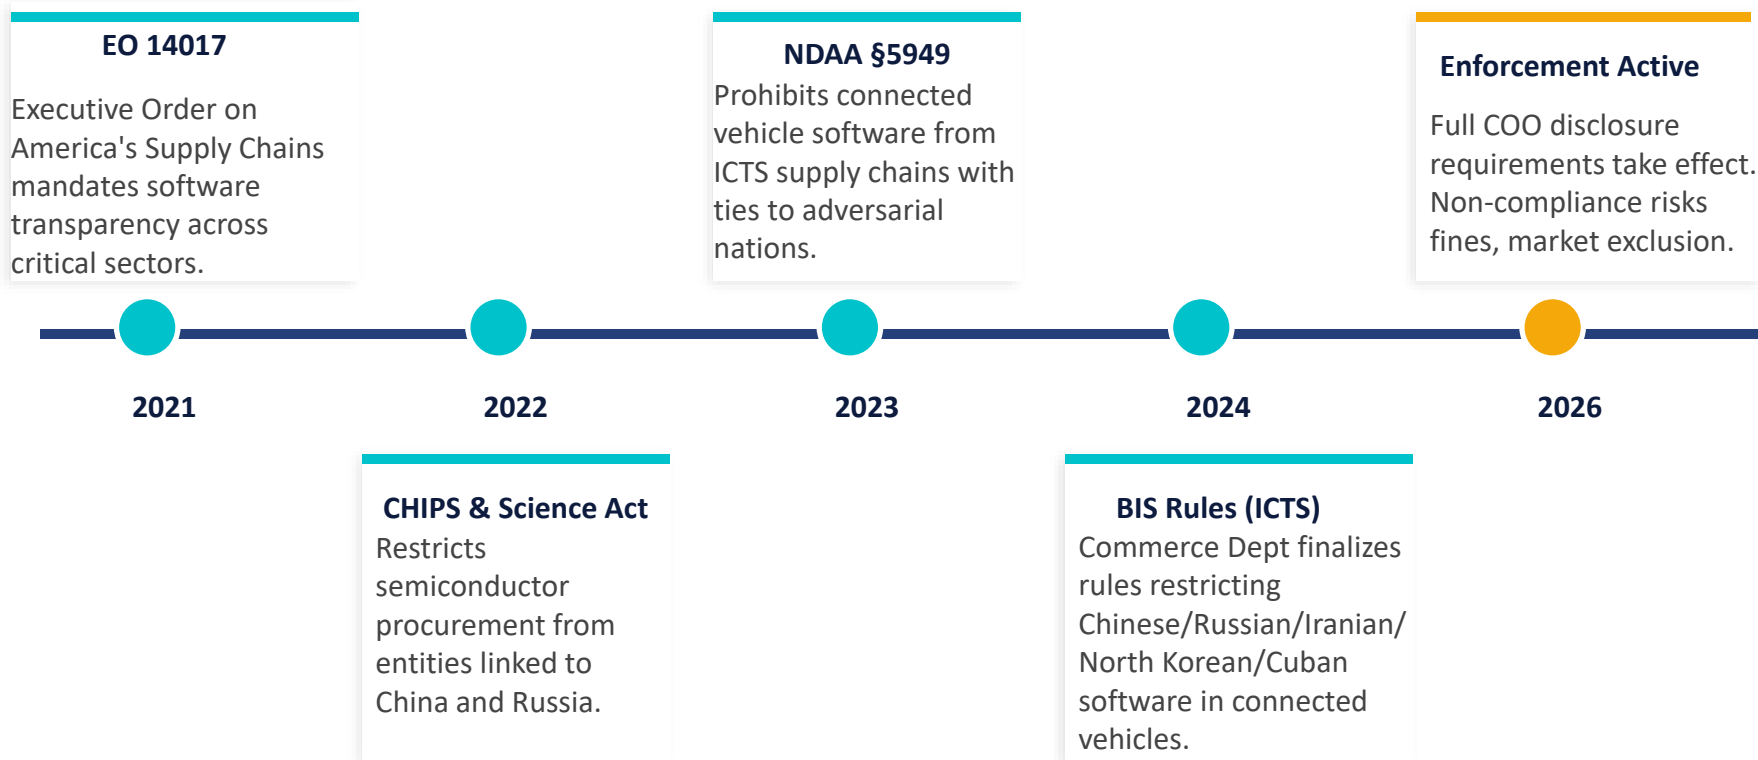 EO 14017
Executive Order on
America's Supply Chains
mandates software
transparency across
critical sectors.
NDAA §5949
Prohibits connected
vehicle software from
ICTS supply chains with
ties to adversarial
nations.
Enforcement Active
Full COO disclosure
requirements take effect.
Non-compliance risks
fines, market exclusion.
2021
2022
2023
2024
2026
CHIPS & Science Act
Restricts
semiconductor
procurement from
entities linked to
China and Russia.
BIS Rules (ICTS)
Commerce Dept finalizes
rules restricting
Chinese/Russian/Iranian/
North Korean/Cuban
software in connected
vehicles.